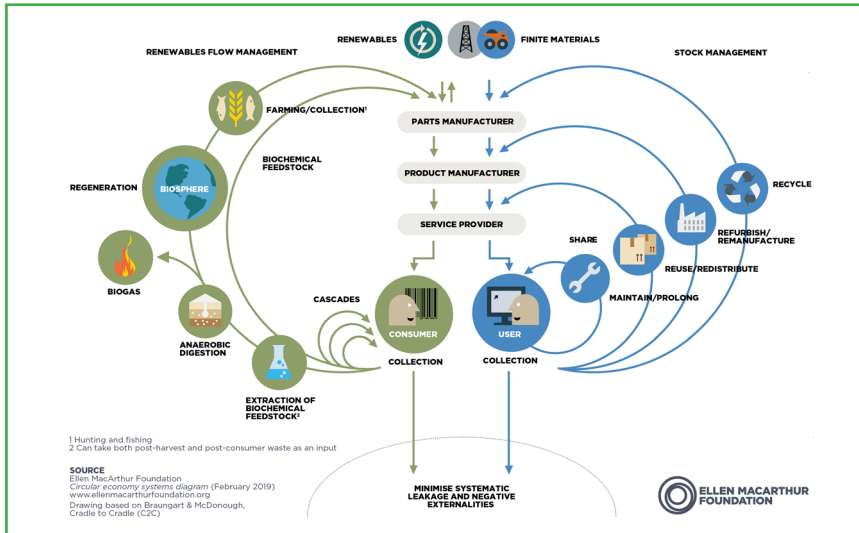 RENEWABLES
FINITE MATERIALS
RENEWABLES FLOW MANAGEMENT
STOCK MANAGEMENT
PARTS MANUFACTURER
FARMING/COLLECTION¹
BIOCHEMICAL
FEEDSTOCK
PRODUCT MANUFACTURER
REGENERATION
BIOSPHERE
RECYCLE
SERVICE PROVIDER
SHARE
REFURBISH/
REMANUFACTURE
REUSE/REDISTRIBUTE
BIOGAS
MAINTAIN/PROLONG
CASCADES
CONSUMER
USER
ANAEROBIC
DIGESTION
COLLECTION
COLLECTION
EXTRACTION OF
BIOCHEMICAL
FEEDSTOCK²
1 Hunting and fishing
2 Can take both post-harvest and post-consumer waste as an input
SOURCE
Ellen MacArthur Foundation
Circular economy systems diagram (February 2019)
www.ellenmacarthurfoundation.org
Drawing based on Braungart & McDonough,
Cradle to Cradle (C2C)
MINIMISE SYSTEMATIC
LEAKAGE AND NEGATIVE
EXTERNALITIES
ELLEN MACARTHUR
FOUNDATION